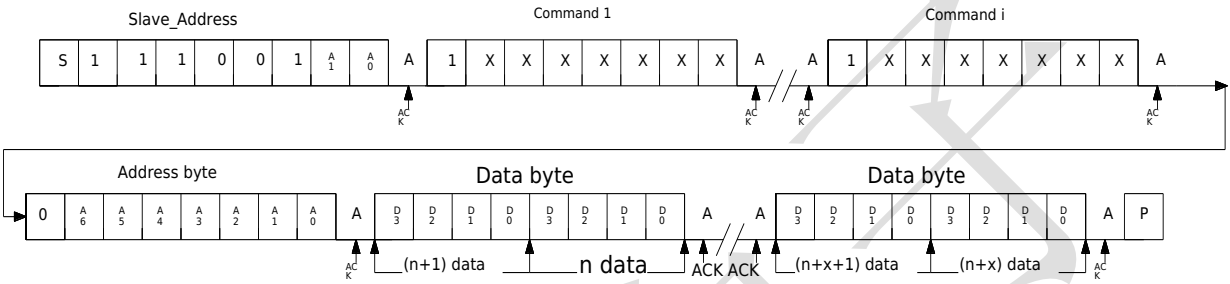 Slave_Address Command 1 Command i
S 1 1 1 0 0 1 A1 A0 A 1 X X X X X X X A A 1 X X X X X X X A
ACK ACK ACK ACK
Address byte Data byte Data byte
0 A6 A5 A4 A3 A2 A1 A0 A D3 D2 D1 D0 D3 D2 D1 D0 A A D3 D2 D1 D0 D3 D2 D1 D0 A P
ACK (n+1) data n data ACK ACK (n+x+1) data (n+x) data ACK